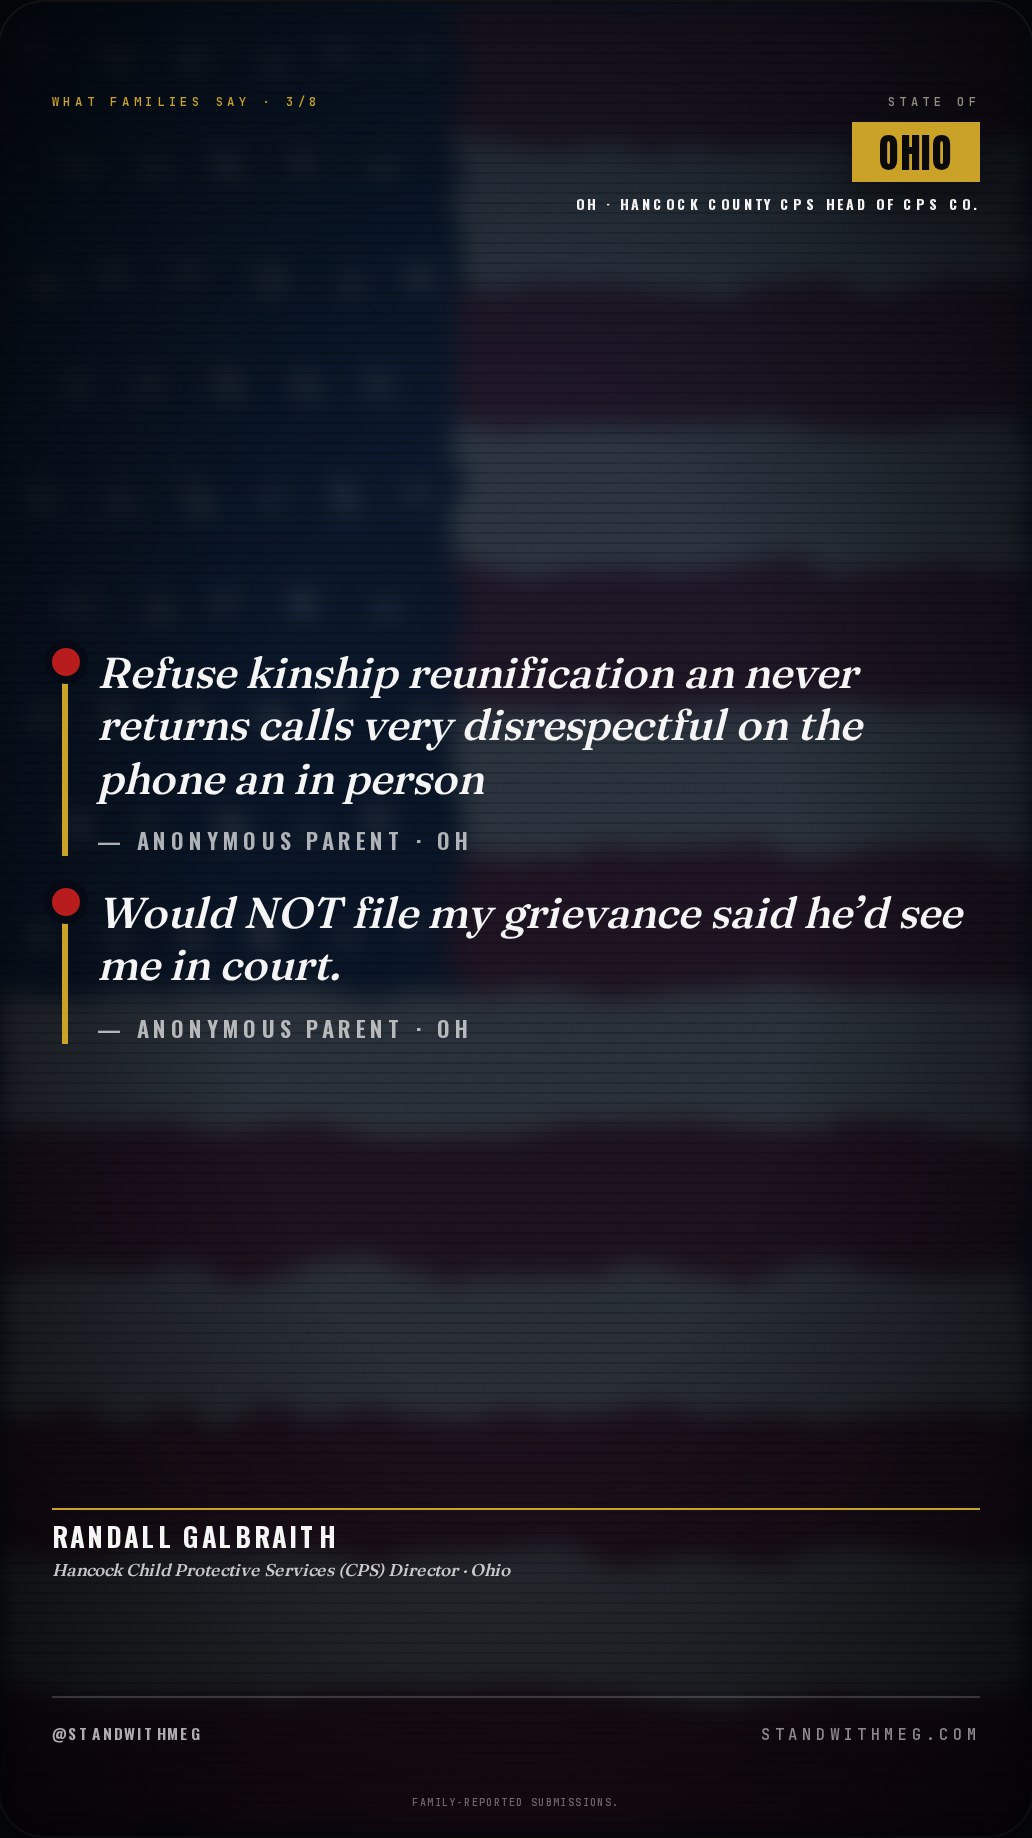 WHAT FAMILIES SAY · 3/8
STATE OF
OHIO
OH · HANCOCK COUNTY CPS HEAD OF CPS CO.
Refuse kinship reunification an never
returns calls very disrespectful on the
phone an in person
— ANONYMOUS PARENT · OH
Would NOT file my grievance said he’d see
me in court.
— ANONYMOUS PARENT · OH
RANDALL GALBRAITH
Hancock Child Protective Services (CPS) Director · Ohio
@STANDWITHMEG
STANDWITHMEG.COM
FAMILY-REPORTED SUBMISSIONS.